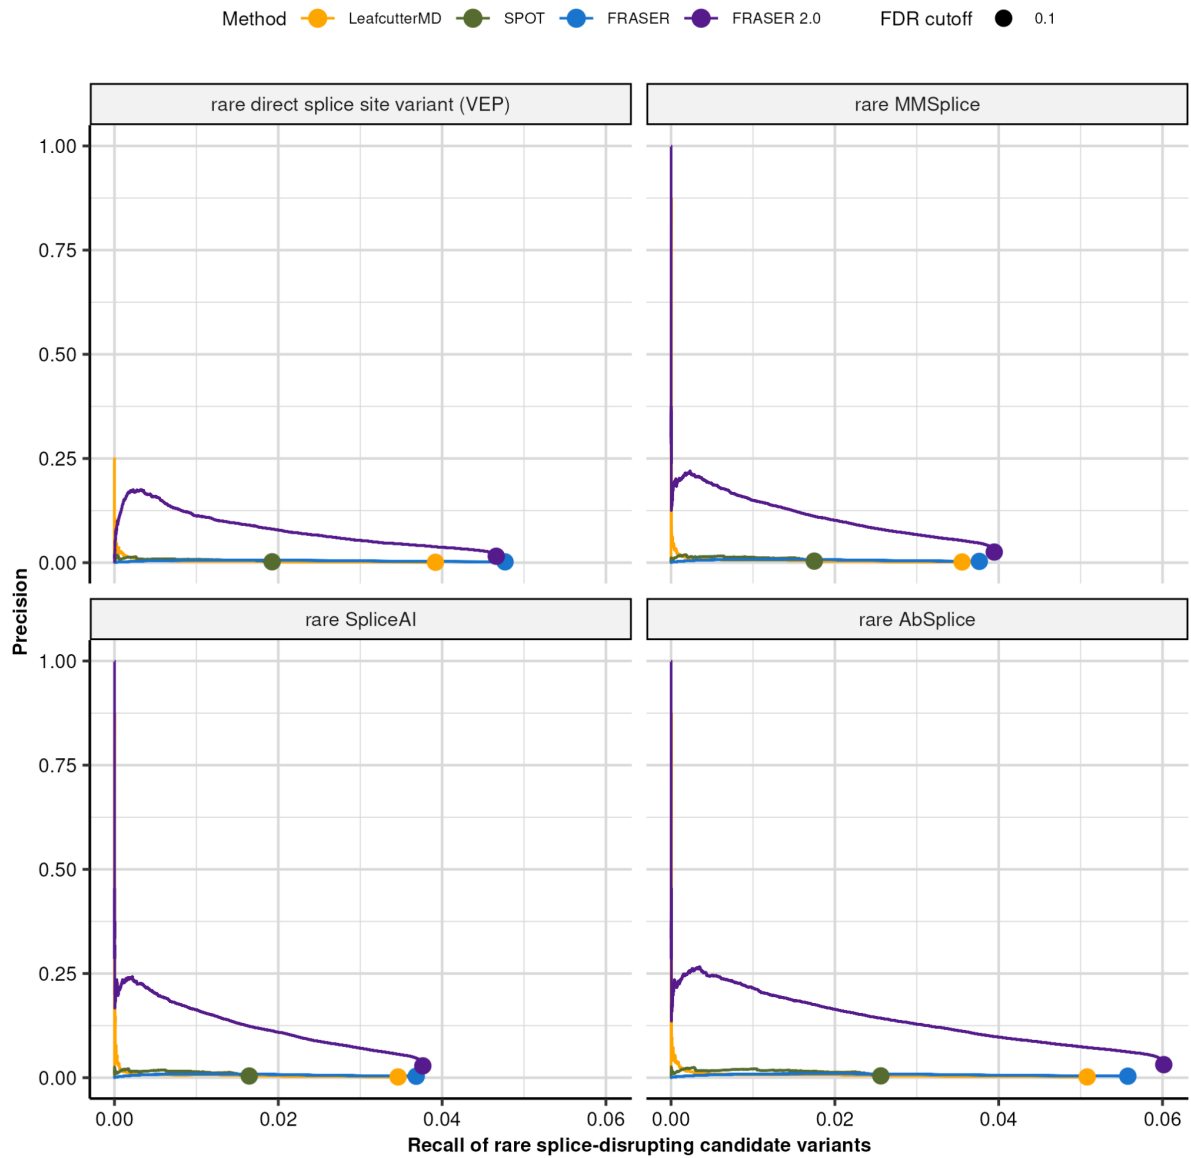 Method LeafcutterMD SPOT FRASER FRASER 2.0 FDR cutoff 0.1
rare direct splice site variant (VEP) rare MMSplice
1.00
0.75
0.50
0.25
0.00
rare SpliceAI rare AbSplice
1.00
0.75
0.50
0.25
0.00
0.00 0.02 0.04 0.06 0.00 0.02 0.04 0.06
Precision
Recall of rare splice-disrupting candidate variants